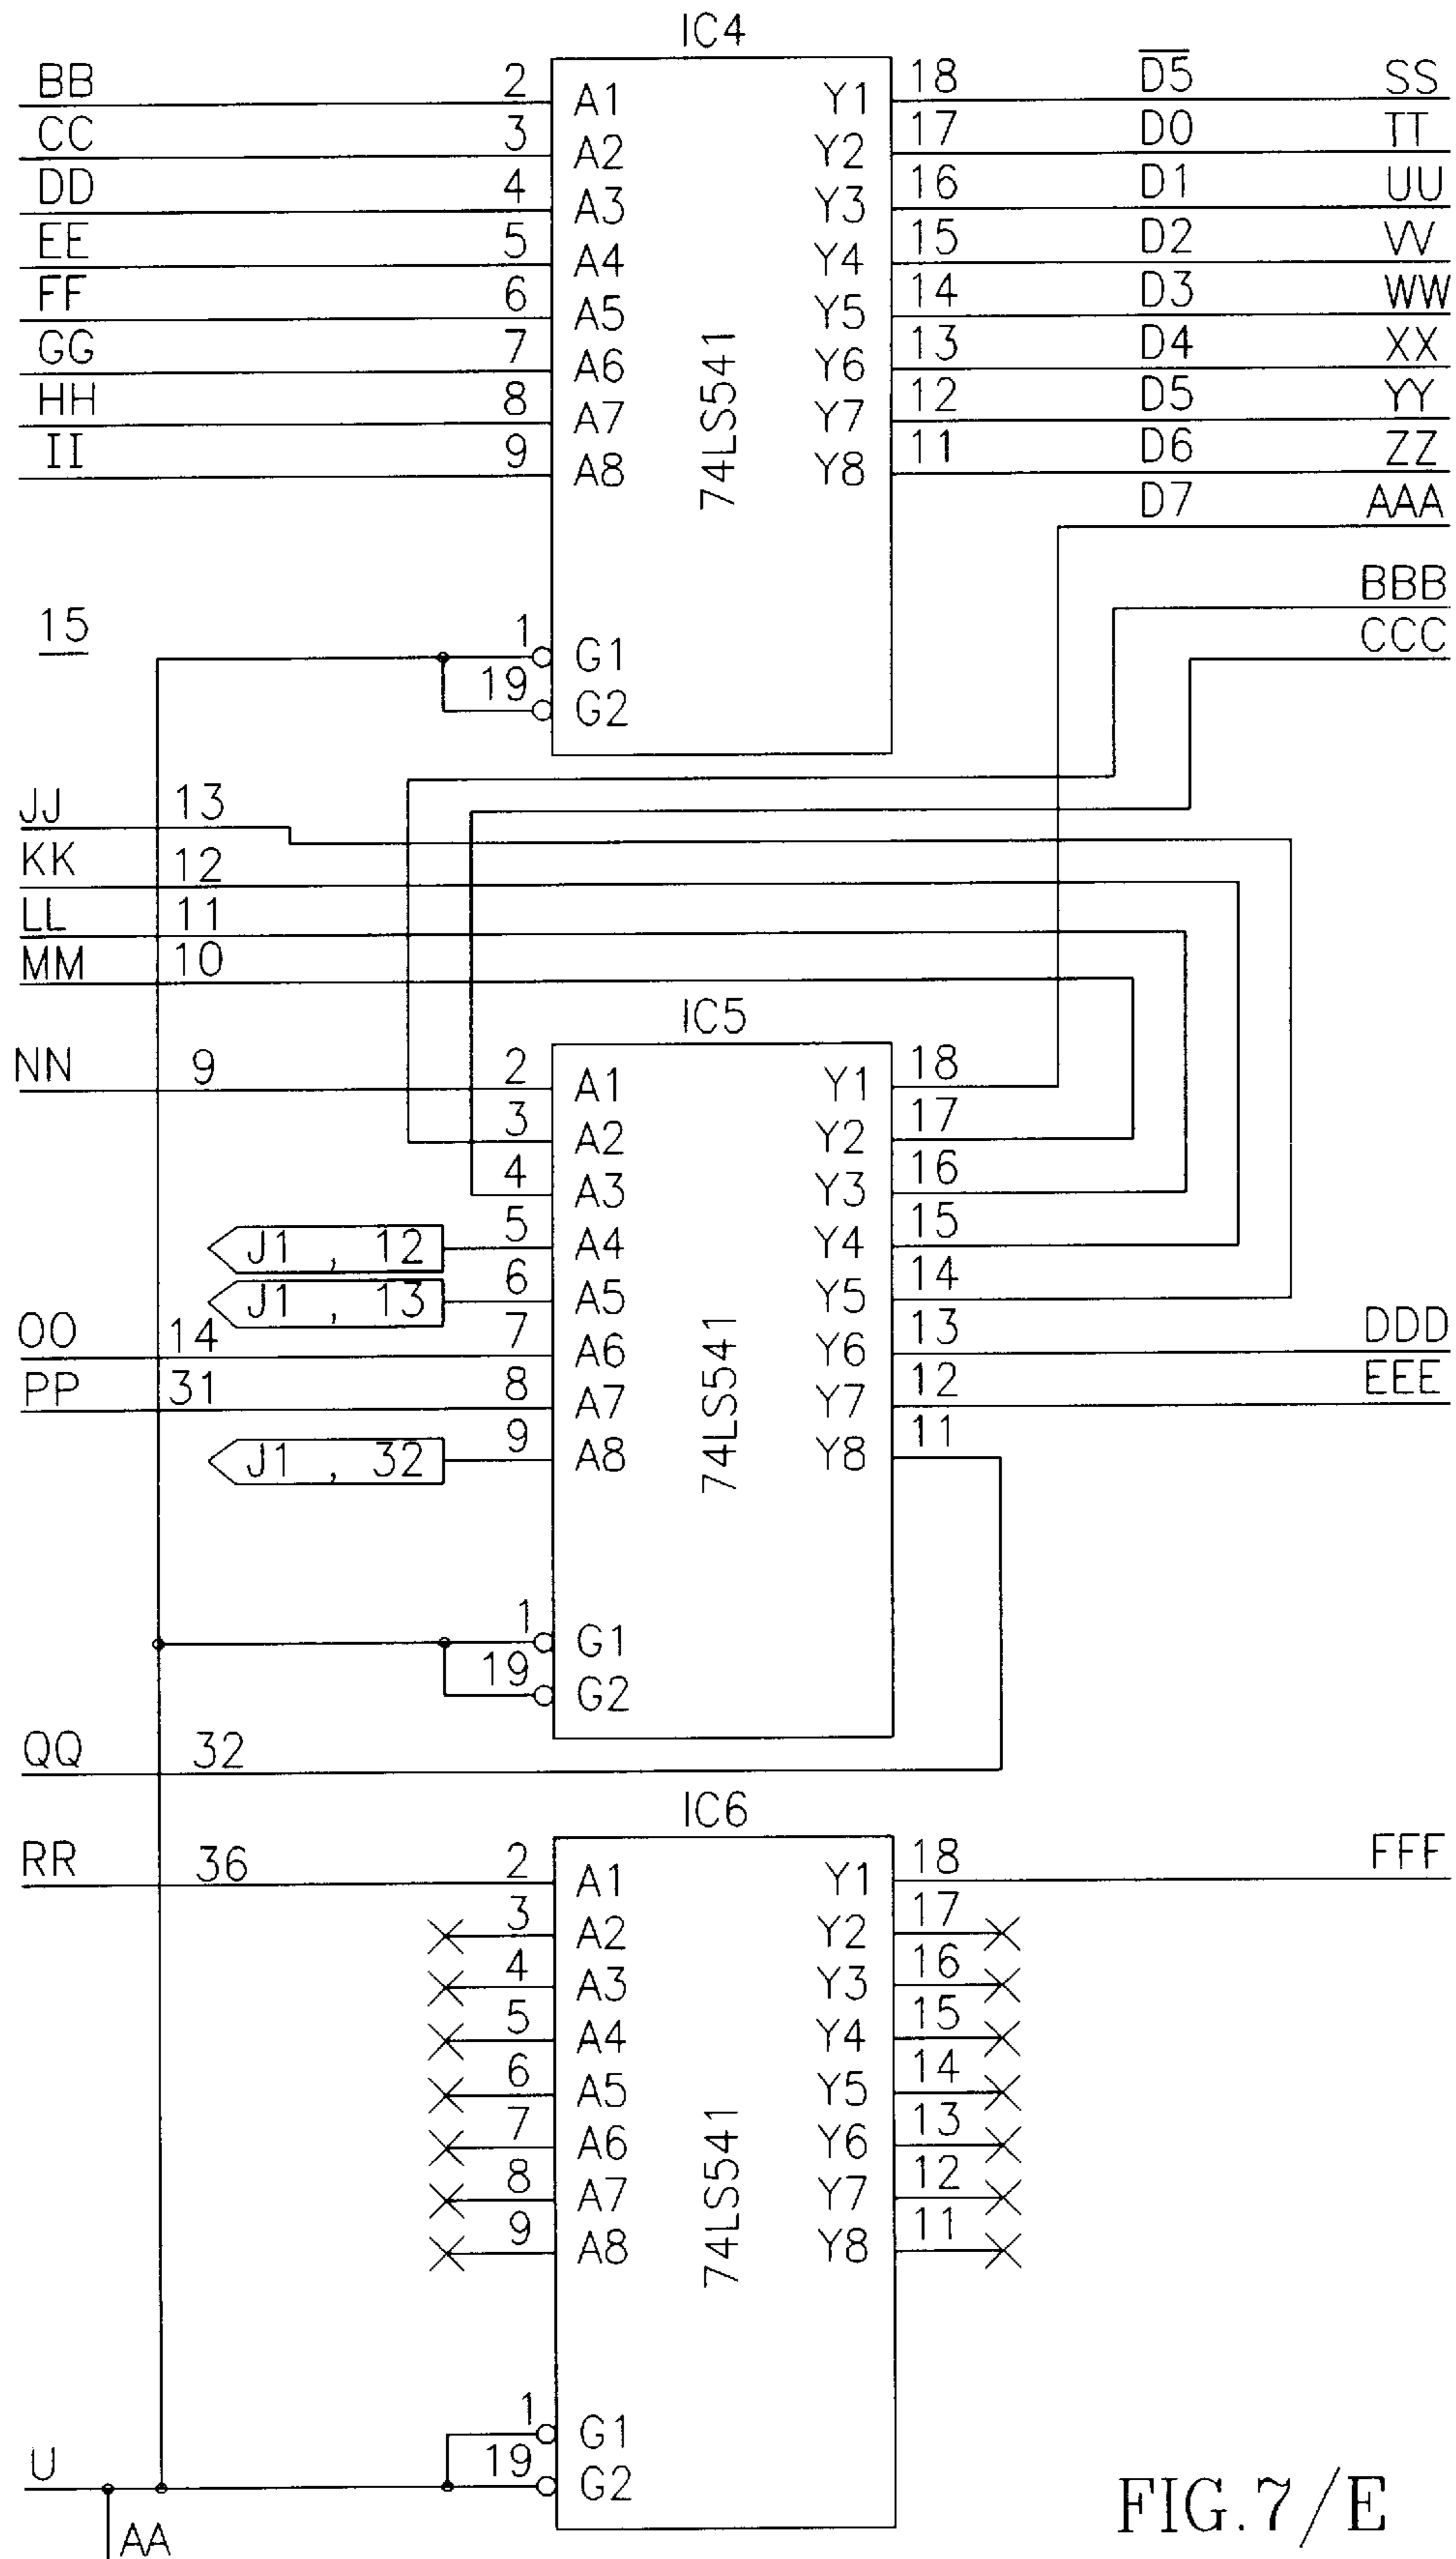 IC4
BB 2 A1 Y1 18 D5 SS
CC 3 A2 Y2 17 D0 TT
DD 4 A3 Y3 16 D1 UU
EE 5 A4 Y4 15 D2 VV
FF 6 A5 Y5 14 D3 WW
GG 7 A6 Y6 13 D4 XX
HH 8 A7 Y7 12 D5 YY
II 9 A8 Y8 11 D6 ZZ
74LS541
D7 AAA
BBB
CCC
15
1 G1
19 G2
JJ 13
KK 12
LL 11
MM 10
IC5
NN 9 2 A1 Y1 18
3 A2 Y2 17
4 A3 Y3 16
J1 , 12 5 A4 Y4 15
J1 , 13 6 A5 Y5 14
OO 14 7 A6 Y6 13 DDD
PP 31 8 A7 Y7 12 EEE
J1 , 32 9 A8 Y8 11
74LS541
1 G1
19 G2
QQ 32
IC6
RR 36 2 A1 Y1 18 FFF
3 A2 Y2 17
4 A3 Y3 16
5 A4 Y4 15
6 A5 Y5 14
7 A6 Y6 13
8 A7 Y7 12
9 A8 Y8 11
74LS541
1 G1
19 G2
U
AA
FIG.7/E